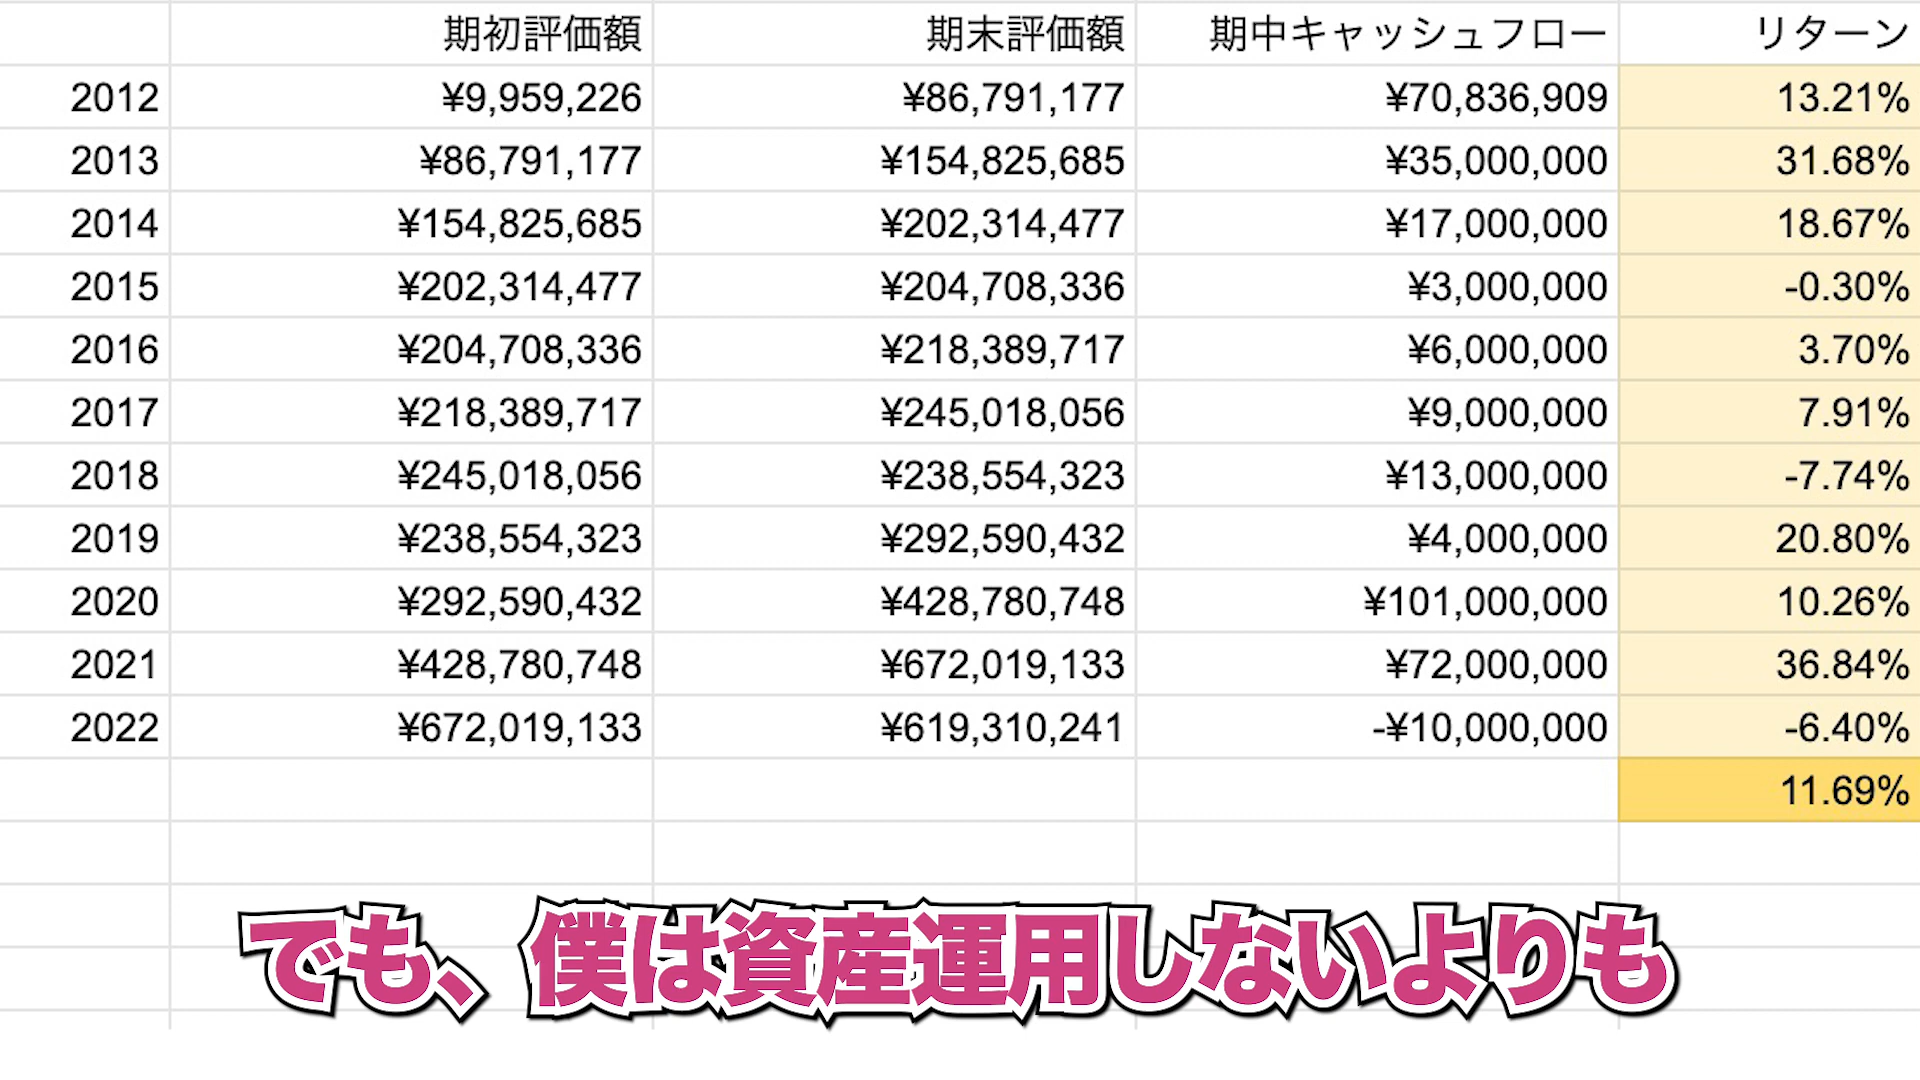 期初評価額 期末評価額 期中キャッシュフロー リターン
2012 ¥9,959,226 ¥86,791,177 ¥70,836,909 13.21%
2013 ¥86,791,177 ¥154,825,685 ¥35,000,000 31.68%
2014 ¥154,825,685 ¥202,314,477 ¥17,000,000 18.67%
2015 ¥202,314,477 ¥204,708,336 ¥3,000,000 -0.30%
2016 ¥204,708,336 ¥218,389,717 ¥6,000,000 3.70%
2017 ¥218,389,717 ¥245,018,056 ¥9,000,000 7.91%
2018 ¥245,018,056 ¥238,554,323 ¥13,000,000 -7.74%
2019 ¥238,554,323 ¥292,590,432 ¥4,000,000 20.80%
2020 ¥292,590,432 ¥428,780,748 ¥101,000,000 10.26%
2021 ¥428,780,748 ¥672,019,133 ¥72,000,000 36.84%
2022 ¥672,019,133 ¥619,310,241 -¥10,000,000 -6.40%
11.69%
でも、僕は資産運用しないよりも